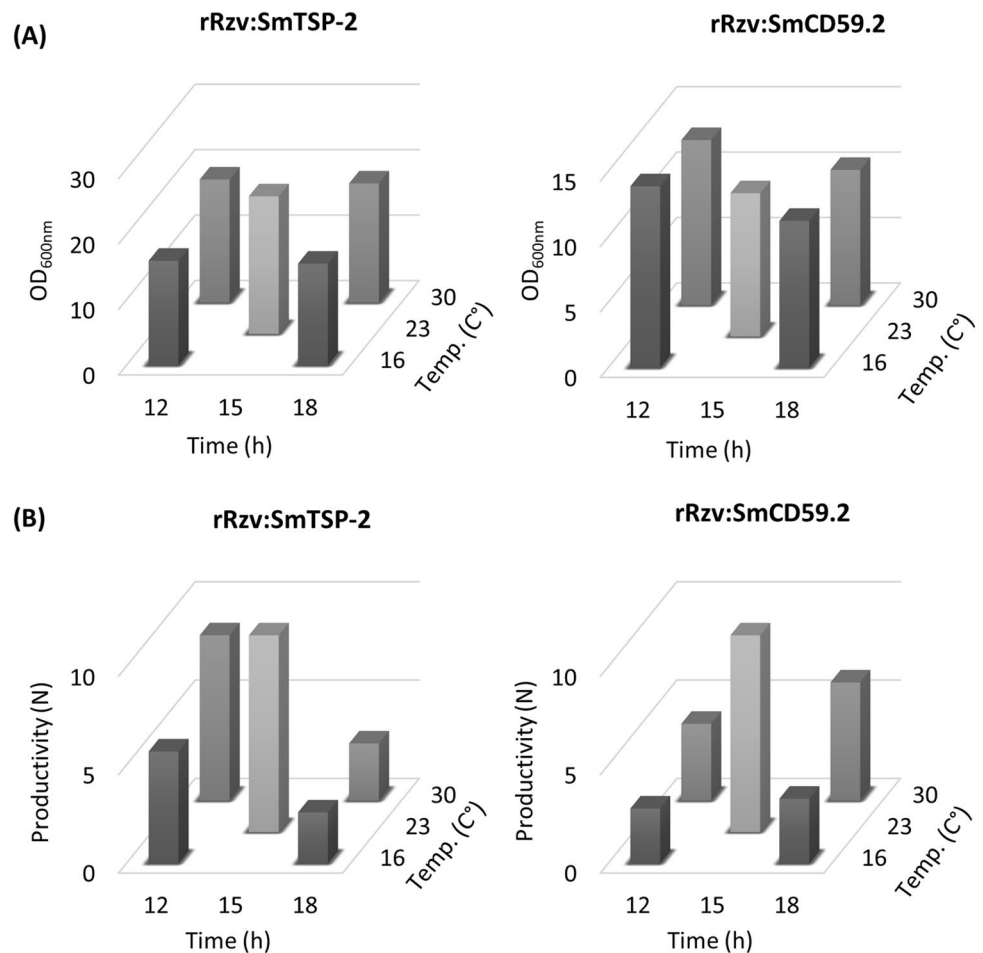 (A)
rRzv:SmTSP-2
OD600nm
30
20
10
0
12 15 18
Time (h)
16
23
30
Temp. (C°)
rRzv:SmCD59.2
OD600nm
15
10
5
0
12 15 18
Time (h)
16
23
30
Temp. (C°)
(B)
rRzv:SmTSP-2
Productivity (N)
10
5
0
12 15 18
Time (h)
16
23
30
Temp. (C°)
rRzv:SmCD59.2
Productivity (N)
10
5
0
12 15 18
Time (h)
16
23
30
Temp. (C°)